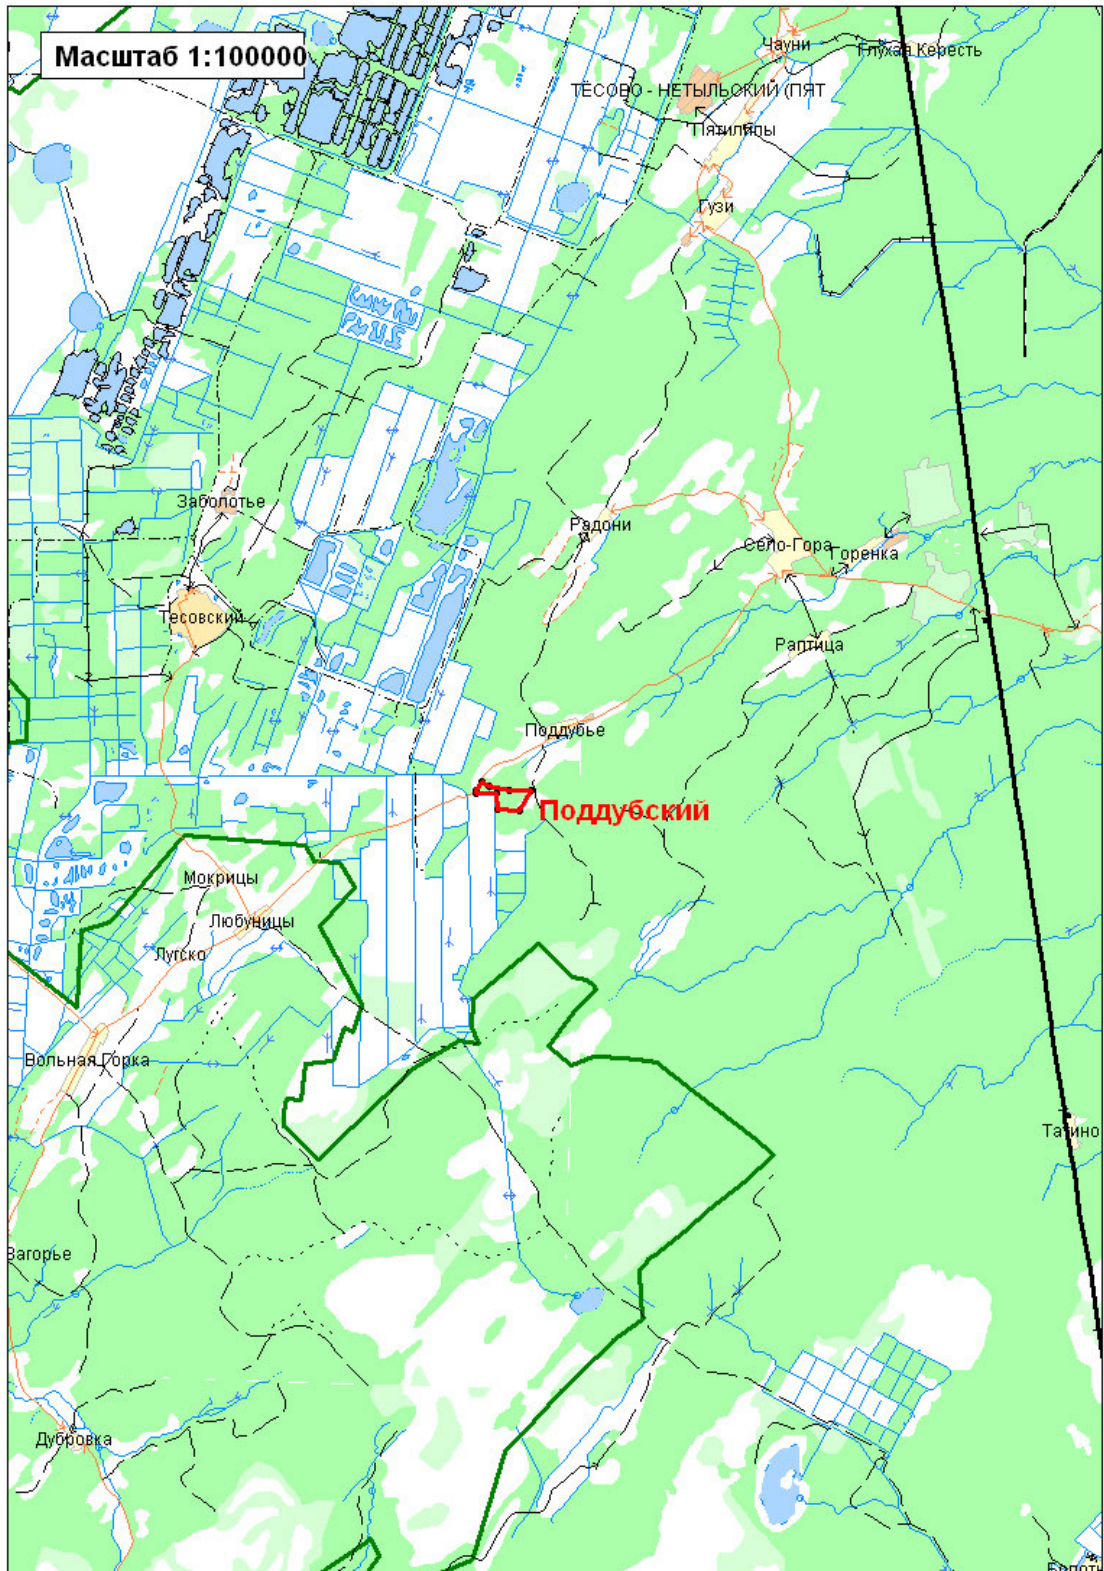 Масштаб 1:100000
Чауни
Глухая Кересть
ТЕСОВО - НЕТЫЛЬСКИЙ (ПЯТ
Пятилипы
Гузи
Заболотье
Радони
Село-Гора
Горенка
Тесовский
Раптица
Поддубье
Поддубский
Мокрицы
Любуницы
Лугско
Вольная Горка
Татино
Загорье
Дубровка